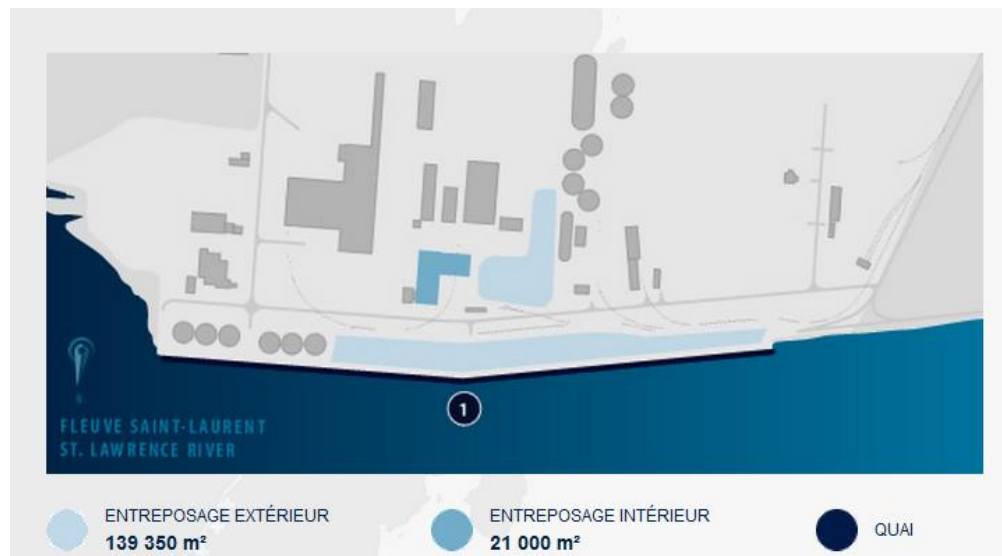 1
FLEUVE SAINT-LAURENT
ST. LAWRENCE RIVER
ENTREPOSAGE EXTÉRIEUR
139 350 m²
ENTREPOSAGE INTÉRIEUR
21 000 m²
QUAI